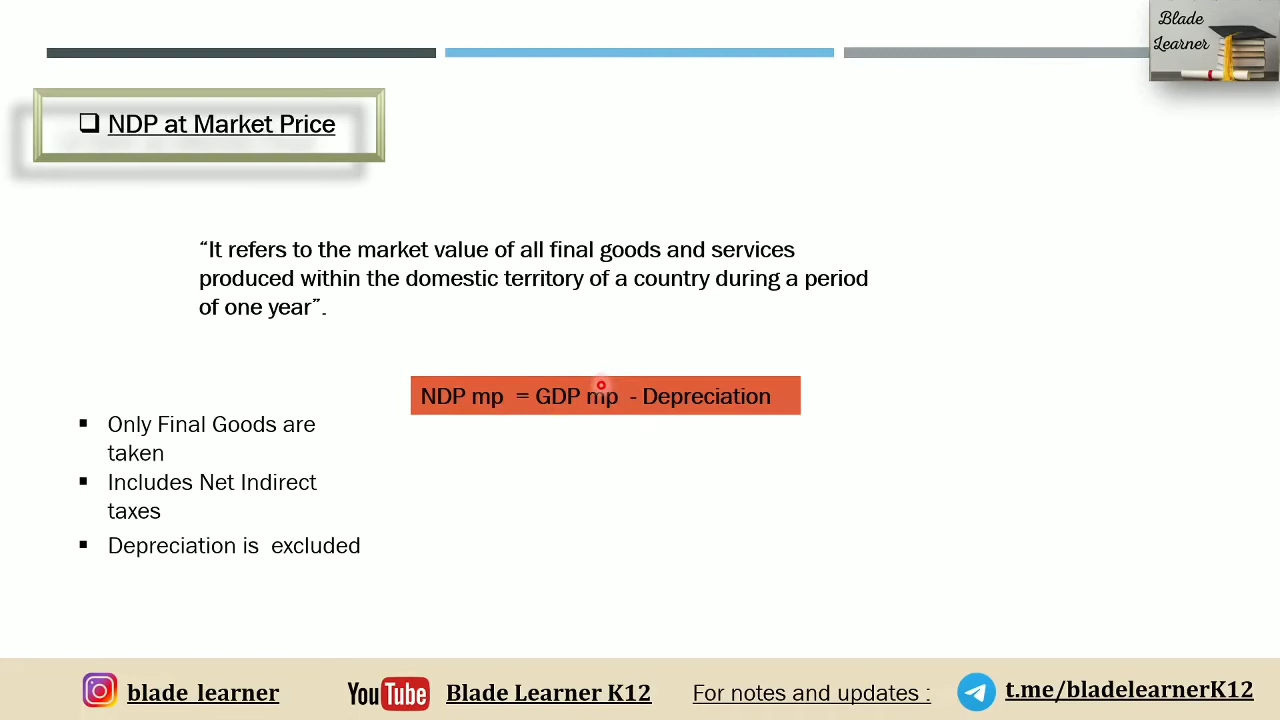 Blade
Learner
NDP at Market Price
“It refers to the market value of all final goods and services
produced within the domestic territory of a country during a period
of one year”.
NDP mp = GDP mp - Depreciation
Only Final Goods are
taken
Includes Net Indirect
taxes
Depreciation is excluded
blade_learner
YouTube
Blade Learner K12
For notes and updates :
t.me/bladelearnerK12